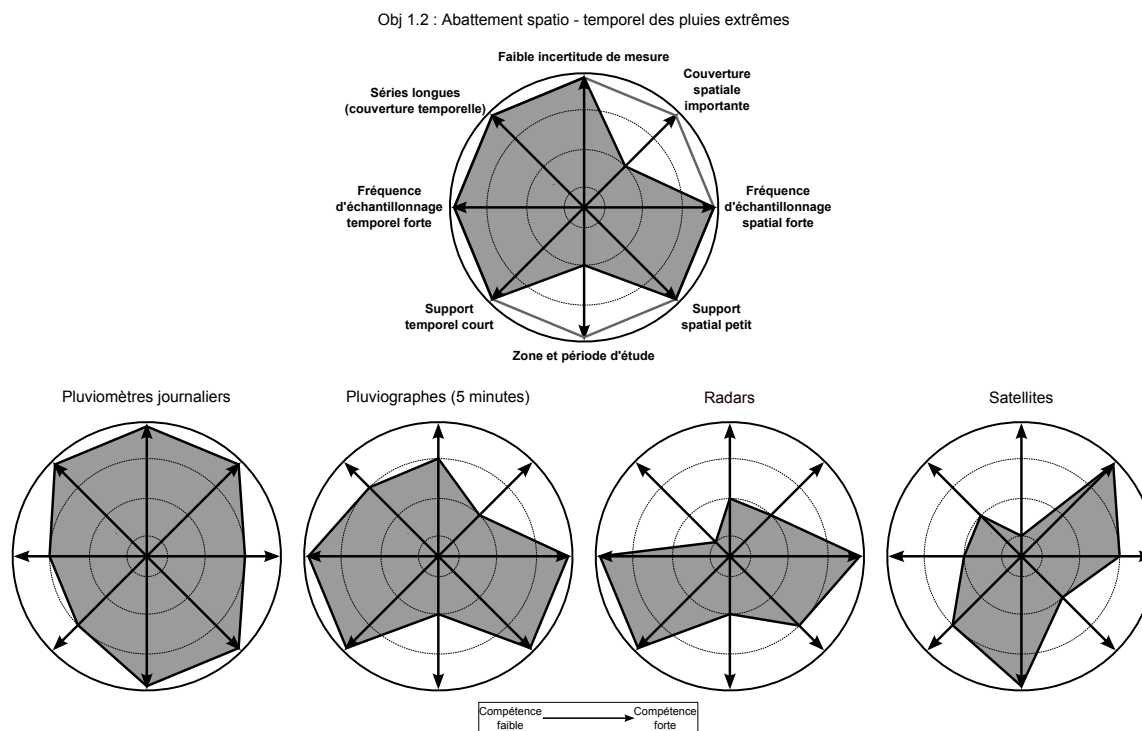 Obj 1.2 : Abattement spatio - temporel des pluies extrêmes
Faible incertitude de mesure
Couverture
spatiale
importante
Séries longues
(couverture temporelle)
Fréquence
d'échantillonnage
temporel forte
Fréquence
d'échantillonnage
spatial forte
Support
temporel court
Support
spatial petit
Zone et période d'étude
Pluviomètres journaliers
Pluviographes (5 minutes)
Radars
Satellites
Compétence
faible
Compétence
forte